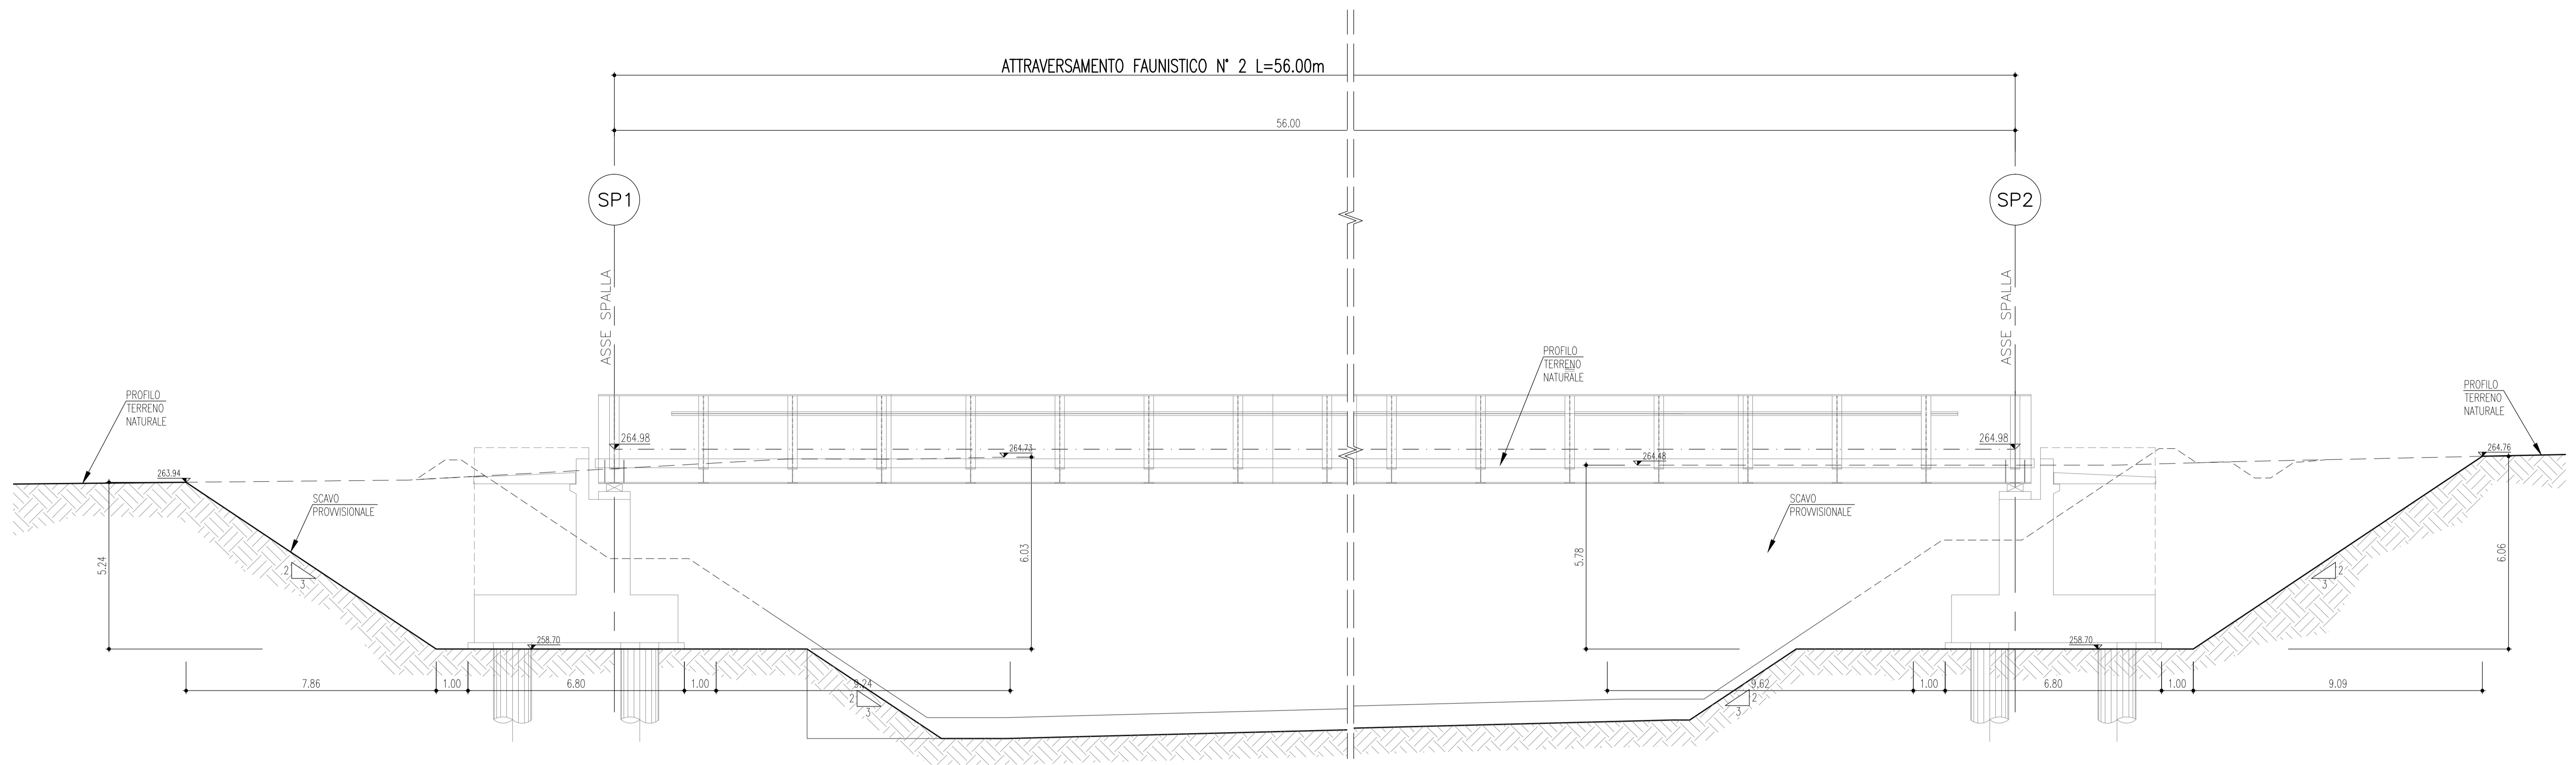 ATTRAVERSAMENTO FAUNISTICO N° 2 L=56.00m
56.00
SP1
SP2
ASSE SPALLA
ASSE SPALLA
PROFILO
TERRENO
NATURALE
PROFILO
TERRENO
NATURALE
PROFILO
TERRENO
NATURALE
264.98
264.98
264.73
264.48
264.76
263.94
SCAVO
PROVVISIONALE
SCAVO
PROVVISIONALE
5.24
6.03
5.78
6.06
2
3
2
3
258.70
258.70
7.86
1.00
6.80
1.00
9.24
9.62
1.00
6.80
1.00
9.09
2
3
2
3